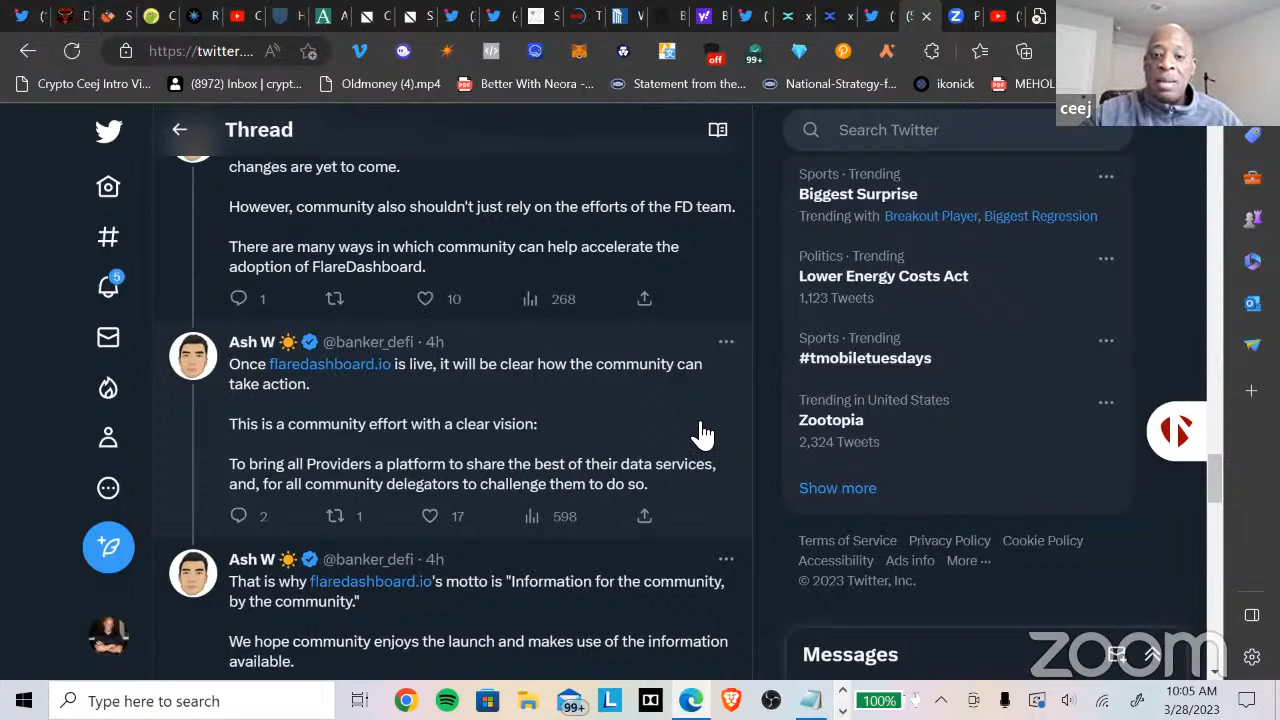 https://twitter....
off
99+
Crypto Ceej Intro Vi...
(8972) Inbox | crypt...
Oldmoney (4).mp4
Better With Neora -...
Statement from the...
National-Strategy-f...
ikonick
MEHOL
ceej
Thread
changes are yet to come.
However, community also shouldn't just rely on the efforts of the FD team.
There are many ways in which community can help accelerate the
adoption of FlareDashboard.
1
10
268
5
Ash W @banker_defi · 4h
Once flaredashboard.io is live, it will be clear how the community can
take action.
This is a community effort with a clear vision:
To bring all Providers a platform to share the best of their data services,
and, for all community delegators to challenge them to do so.
2
1
17
598
Ash W @banker_defi · 4h
That is why flaredashboard.io's motto is "Information for the community,
by the community."
We hope community enjoys the launch and makes use of the information
available.
Search Twitter
Sports · Trending
Biggest Surprise
Trending with Breakout Player, Biggest Regression
Politics · Trending
Lower Energy Costs Act
1,123 Tweets
Sports · Trending
#tmobiletuesdays
Trending in United States
Zootopia
2,324 Tweets
Show more
Terms of Service Privacy Policy Cookie Policy
Accessibility Ads info More ...
© 2023 Twitter, Inc.
Messages
zoom
Type here to search
99+
100%
10:05 AM
3/28/2023